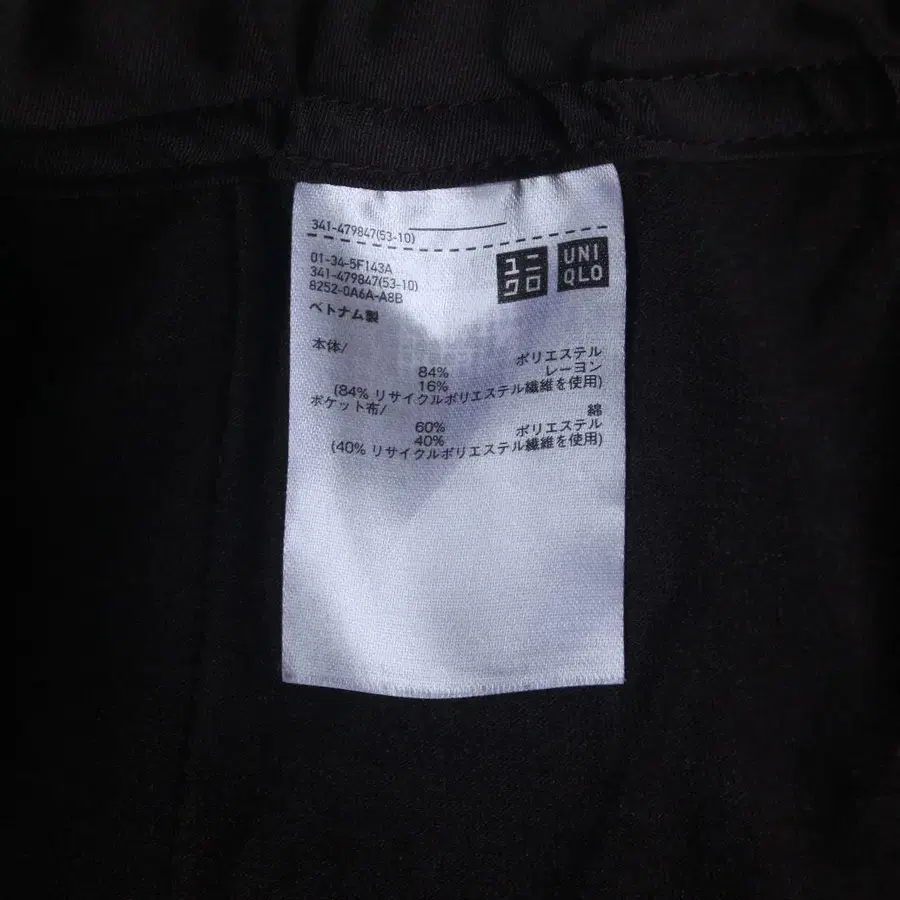 341-479847(53-10)
01-34-5F143A
341-479847(53-10)
8252-0A6A-A8B
ユニクロ
UNI
QLO
ベトナム製
本体/
84% ポリエステル
16% レーヨン
(84% リサイクルポリエステル繊維を使用)
ポケット布/
60% 綿
40% ポリエステル
(40% リサイクルポリエステル繊維を使用)